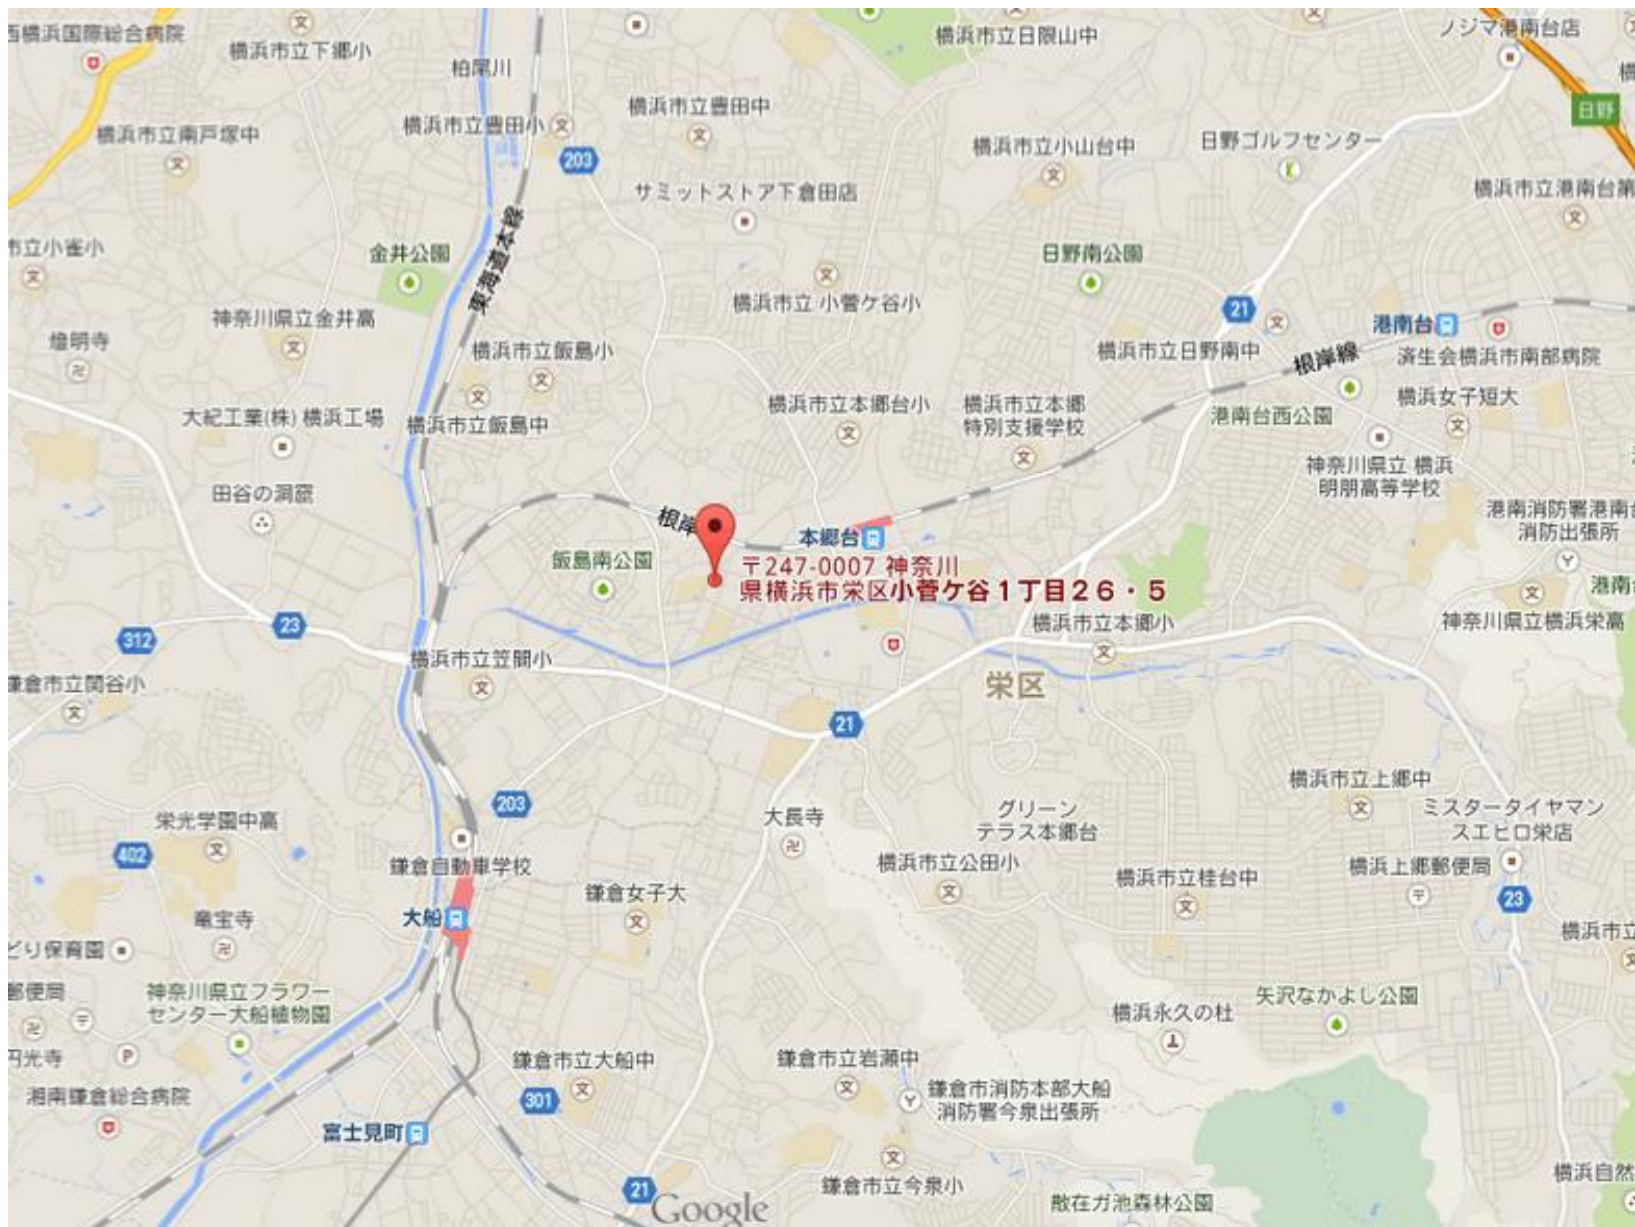 西横浜国際総合病院
横浜市立下郷小
柏尾川
横浜市立日限山中
ノジマ港南台店
日野
横浜市立南戸塚中
横浜市立豊田小
横浜市立豊田中
203
横浜市立小山台中
日野ゴルフセンター
サミットストア下倉田店
横浜市立港南台第
市立小雀小
金井公園
東海道本線
日野南公園
横浜市立 小菅ケ谷小
神奈川県立金井高
21
港南台
横浜市立飯島小
横浜市立日野南中
根岸線
済生会横浜市南部病院
大紀工業(株) 横浜工場
横浜市立飯島中
横浜市立本郷台小
横浜市立本郷
特別支援学校
港南台西公園
横浜女子短大
神奈川県立 横浜
明朋高等学校
田谷の洞窟
根岸
本郷台
港南消防署港南台
消防出張所
飯島南公園
〒247-0007 神奈川
県横浜市栄区小菅ケ谷1丁目26・5
港南
312
23
横浜市立笠間小
横浜市立本郷小
神奈川県立横浜栄高
鎌倉市立関谷小
栄区
21
横浜市立上郷中
203
栄光学園中高
大長寺
グリーン
テラス本郷台
ミスタータイヤマン
スエヒロ栄店
402
鎌倉自動車学校
横浜市立公田小
横浜市立桂台中
横浜上郷郵便局
23
竜宝寺
大船
鎌倉女子大
どり保育園
横浜市立
郵便局
神奈川県立フラワー
センター大船植物園
矢沢なかよし公園
横浜永久の杜
円光寺
P
鎌倉市立大船中
鎌倉市立岩瀬中
湘南鎌倉総合病院
301
鎌倉市消防本部大船
消防署今泉出張所
富士見町
21
Google
鎌倉市立今泉小
散在ガ池森林公園
横浜自然